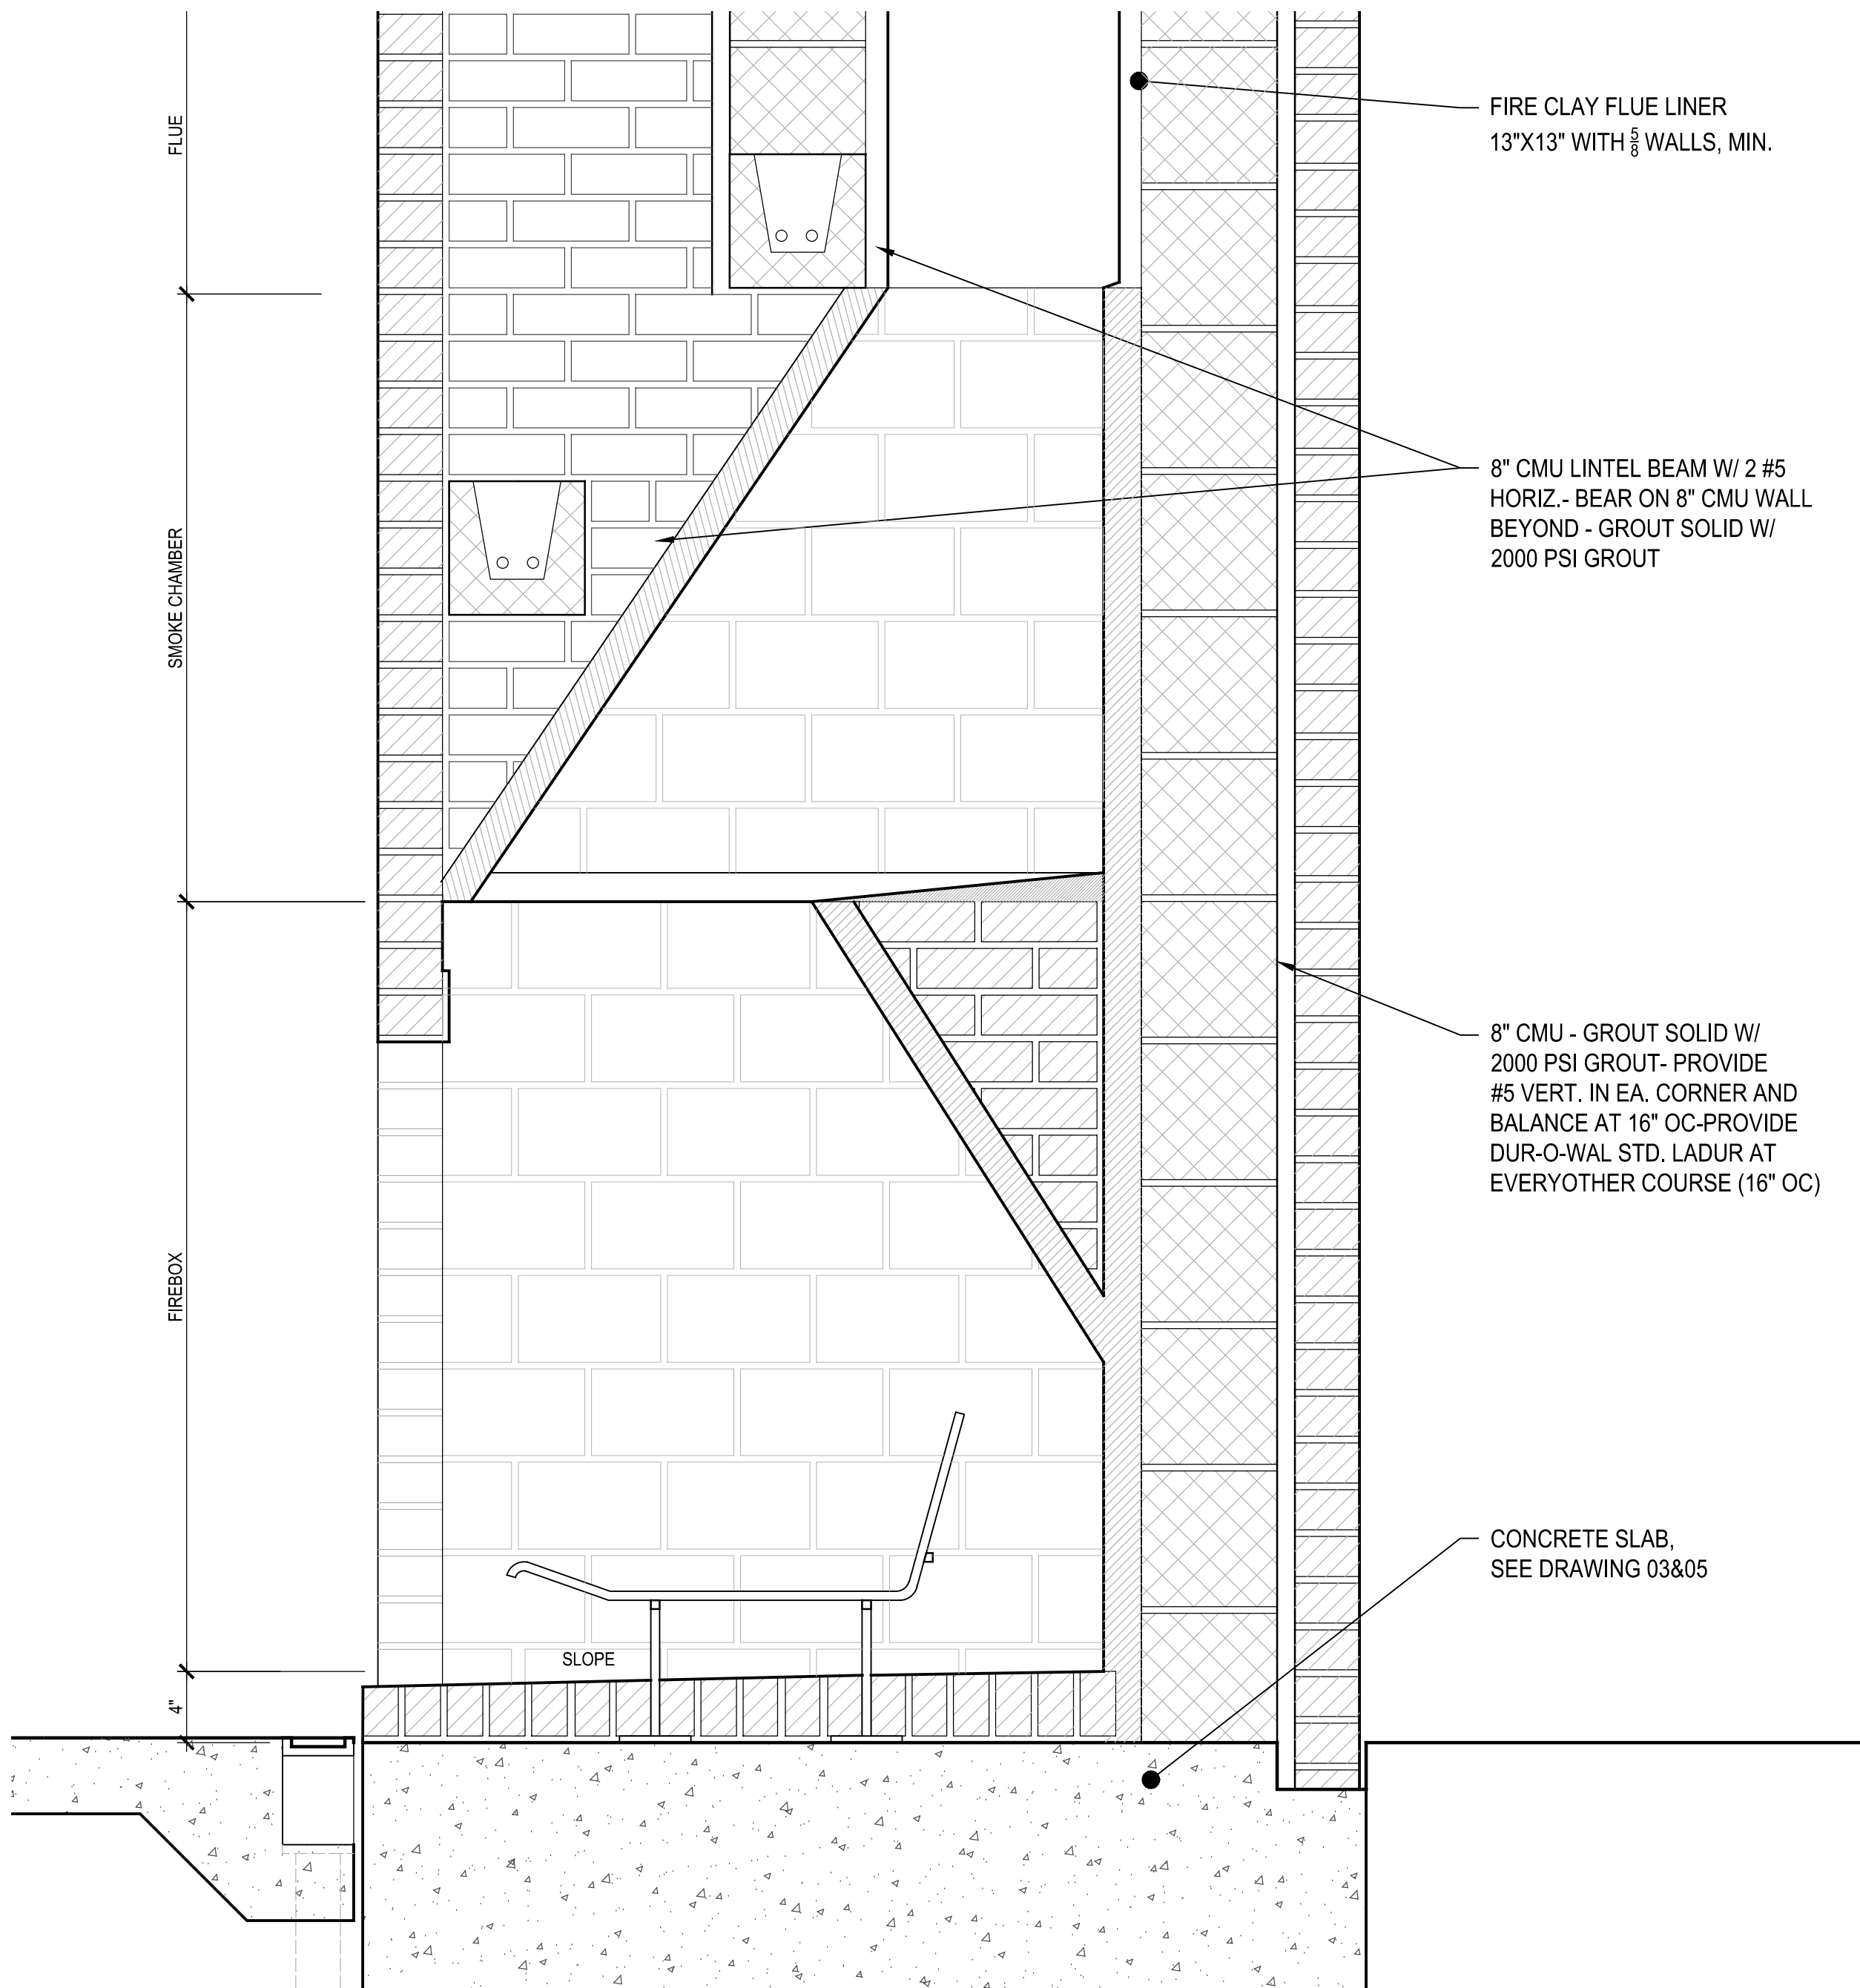 FLUE
FIRE CLAY FLUE LINER
13"X13" WITH 5/8 WALLS, MIN.
SMOKE CHAMBER
8" CMU LINTEL BEAM W/ 2 #5
HORIZ.- BEAR ON 8" CMU WALL
BEYOND - GROUT SOLID W/
2000 PSI GROUT
8" CMU - GROUT SOLID W/
2000 PSI GROUT- PROVIDE
#5 VERT. IN EA. CORNER AND
BALANCE AT 16" OC-PROVIDE
DUR-O-WAL STD. LADUR AT
EVERYOTHER COURSE (16" OC)
FIREBOX
CONCRETE SLAB,
SEE DRAWING 03&05
SLOPE
4"